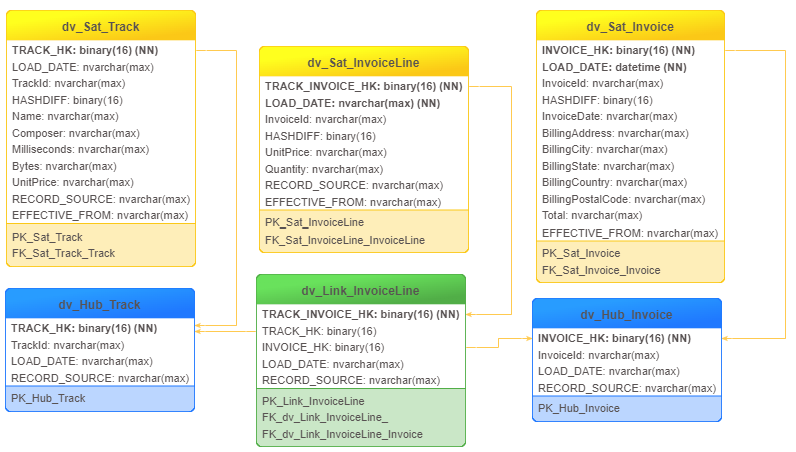 dv_Sat_Track
TRACK_HK: binary(16) (NN)
LOAD_DATE: nvarchar(max)
TrackId: nvarchar(max)
HASHDIFF: binary(16)
Name: nvarchar(max)
Composer: nvarchar(max)
Milliseconds: nvarchar(max)
Bytes: nvarchar(max)
UnitPrice: nvarchar(max)
RECORD_SOURCE: nvarchar(max)
EFFECTIVE_FROM: nvarchar(max)
PK_Sat_Track
FK_Sat_Track_Track
dv_Sat_InvoiceLine
TRACK_INVOICE_HK: binary(16) (NN)
LOAD_DATE: nvarchar(max) (NN)
InvoiceId: nvarchar(max)
HASHDIFF: binary(16)
UnitPrice: nvarchar(max)
Quantity: nvarchar(max)
RECORD_SOURCE: nvarchar(max)
EFFECTIVE_FROM: nvarchar(max)
PK_Sat_InvoiceLine
FK_Sat_InvoiceLine_InvoiceLine
dv_Sat_Invoice
INVOICE_HK: binary(16) (NN)
LOAD_DATE: datetime (NN)
InvoiceId: nvarchar(max)
HASHDIFF: binary(16)
InvoiceDate: nvarchar(max)
BillingAddress: nvarchar(max)
BillingCity: nvarchar(max)
BillingState: nvarchar(max)
BillingCountry: nvarchar(max)
BillingPostalCode: nvarchar(max)
Total: nvarchar(max)
EFFECTIVE_FROM: nvarchar(max)
PK_Sat_Invoice
FK_Sat_Invoice_Invoice
dv_Hub_Track
TRACK_HK: binary(16) (NN)
TrackId: nvarchar(max)
LOAD_DATE: nvarchar(max)
RECORD_SOURCE: nvarchar(max)
PK_Hub_Track
dv_Link_InvoiceLine
TRACK_INVOICE_HK: binary(16) (NN)
TRACK_HK: binary(16)
INVOICE_HK: binary(16)
LOAD_DATE: nvarchar(max)
RECORD_SOURCE: nvarchar(max)
PK_Link_InvoiceLine
FK_dv_Link_InvoiceLine_
FK_dv_Link_InvoiceLine_Invoice
dv_Hub_Invoice
INVOICE_HK: binary(16) (NN)
InvoiceId: nvarchar(max)
LOAD_DATE: nvarchar(max)
RECORD_SOURCE: nvarchar(max)
PK_Hub_Invoice